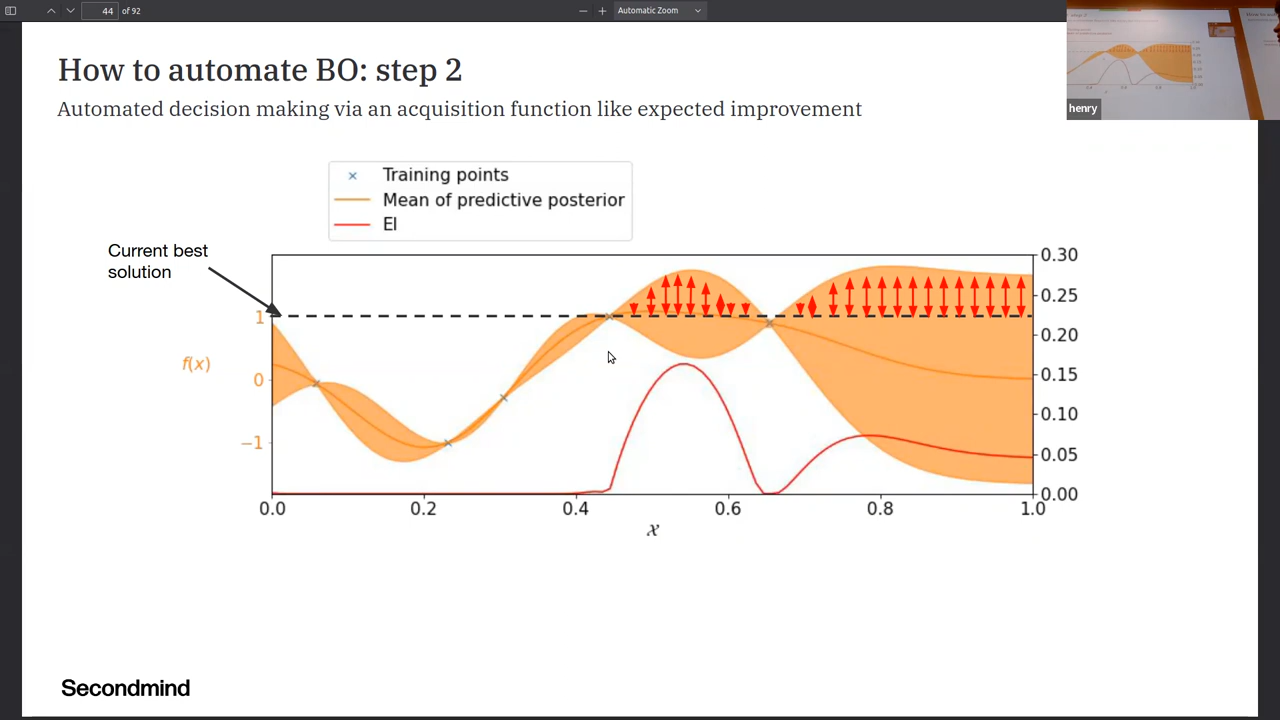 44 of 92
Automatic Zoom
henry
How to automate BO: step 2
Automated decision making via an acquisition function like expected improvement
Training points
Mean of predictive posterior
EI
Current best
solution
f(x)
1
0
−1
0.30
0.25
0.20
0.15
0.10
0.05
0.00
0.0 0.2 0.4 0.6 0.8 1.0
x
Secondmind